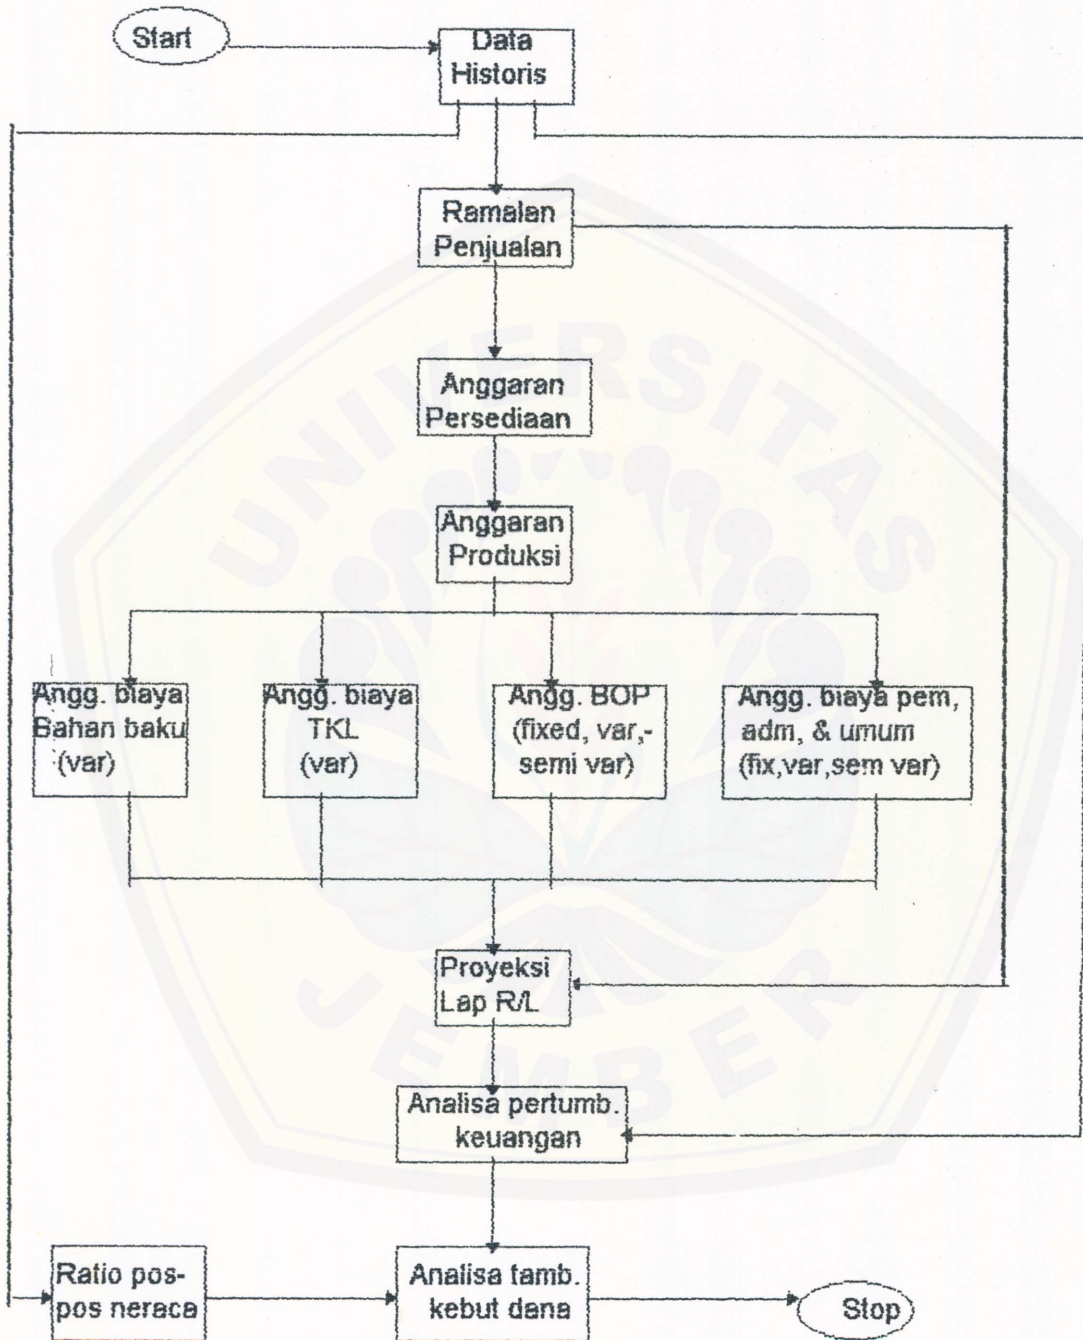 Start
Data
Historis
Ramalan
Penjualan
Anggaran
Persediaan
Anggaran
Produksi
Angg. biaya
Bahan baku
(var)
Angg. biaya
TKL
(var)
Angg. BOP
(fixed, var,-
semi var)
Angg. biaya pem,
adm, & umum
(fix,var,sem var)
Proyeksi
Lap R/L
Analisa pertumb.
keuangan
Ratio pos-
pos neraca
Analisa tamb.
kebut dana
Stop
UNIVERSITAS
JEMBER